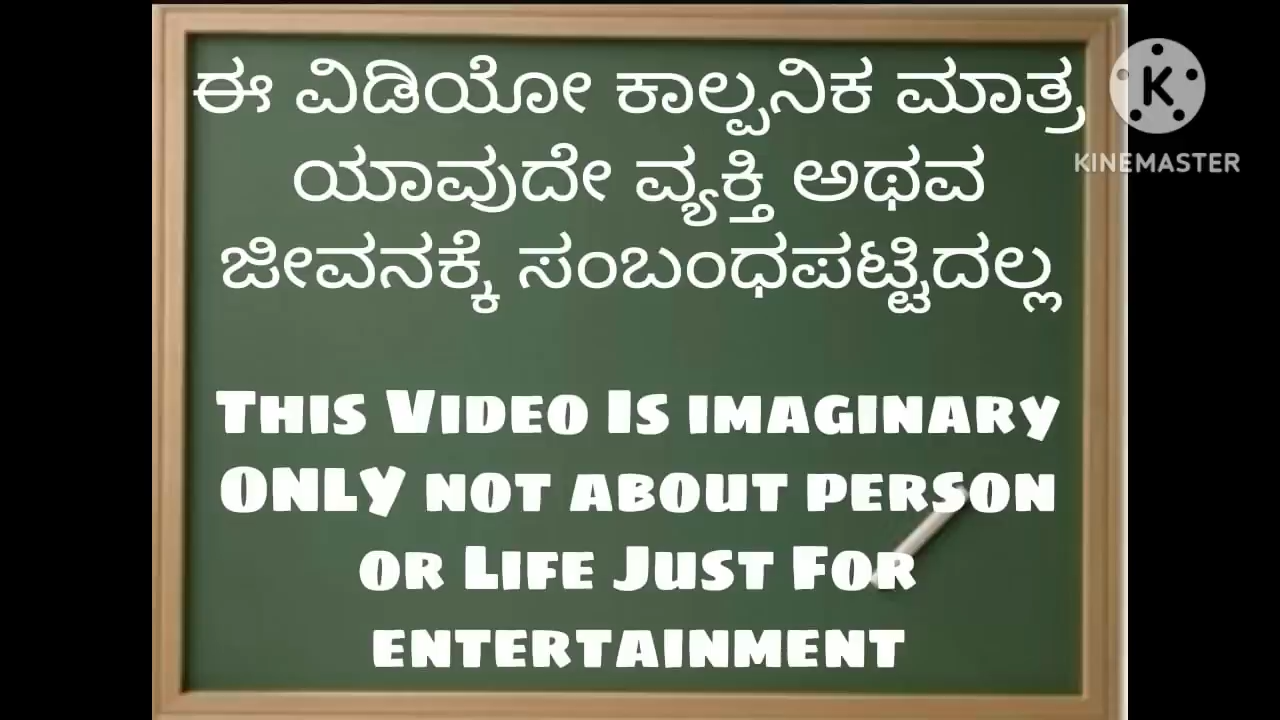 ಈ ವಿಡಿಯೋ ಕಾಲ್ಪನಿಕ ಮಾತ್ರ
ಯಾವುದೇ ವ್ಯಕ್ತಿ ಅಥವ
ಜೀವನಕ್ಕೆ ಸಂಬಂಧಪಟ್ಟಿದಲ್ಲ
This Video Is imaginary
ONLY not about person
or Life Just For
entertainment
K
KINEMASTER